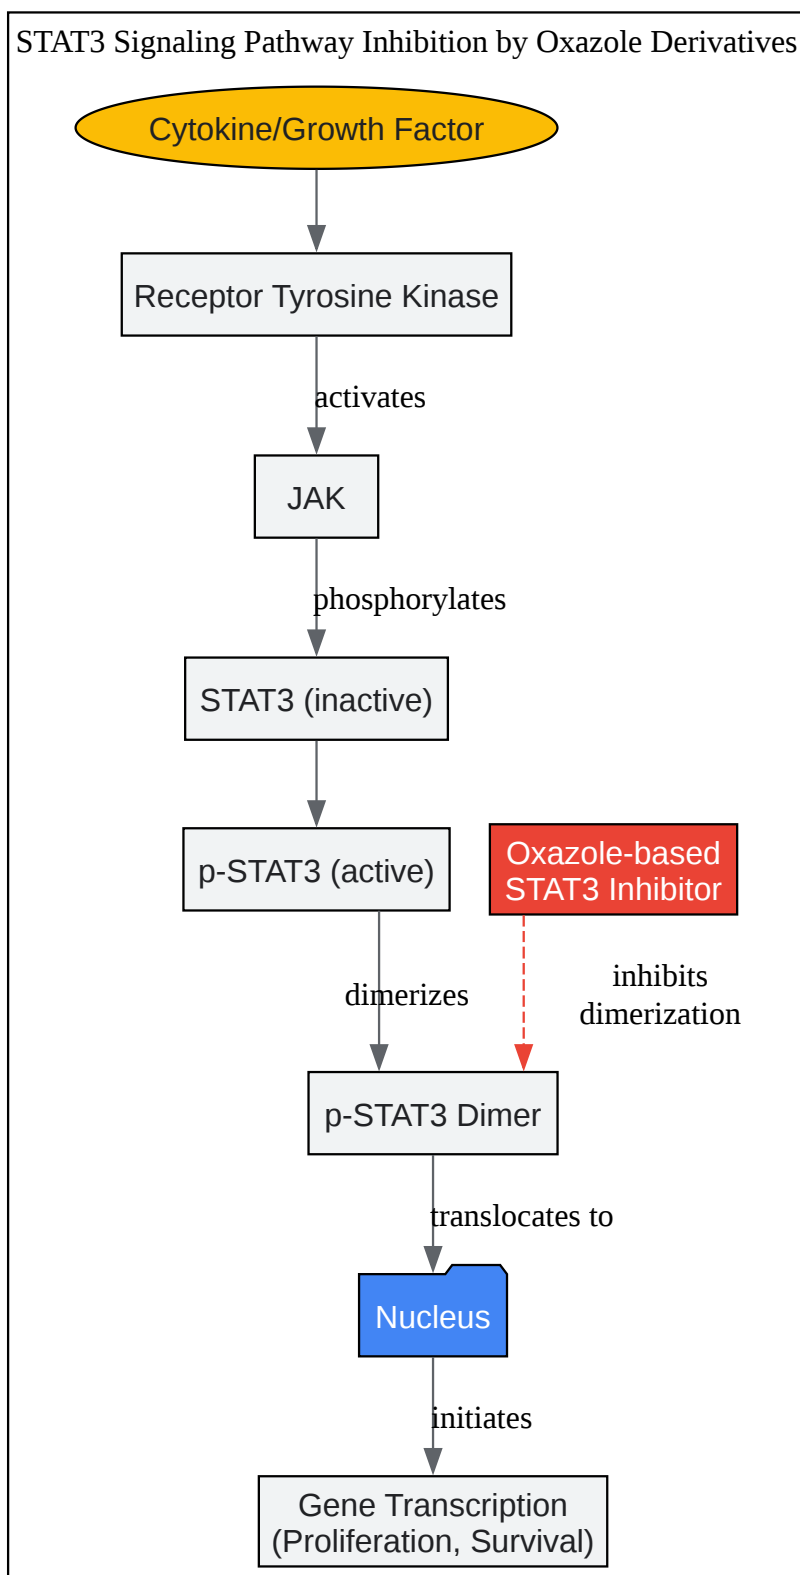 STAT3 Signaling Pathway Inhibition by Oxazole Derivatives
Cytokine/Growth Factor
Receptor Tyrosine Kinase
activates
JAK
phosphorylates
STAT3 (inactive)
p-STAT3 (active)
Oxazole-based
STAT3 Inhibitor
dimerizes
inhibits
dimerization
p-STAT3 Dimer
translocates to
Nucleus
initiates
Gene Transcription
(Proliferation, Survival)